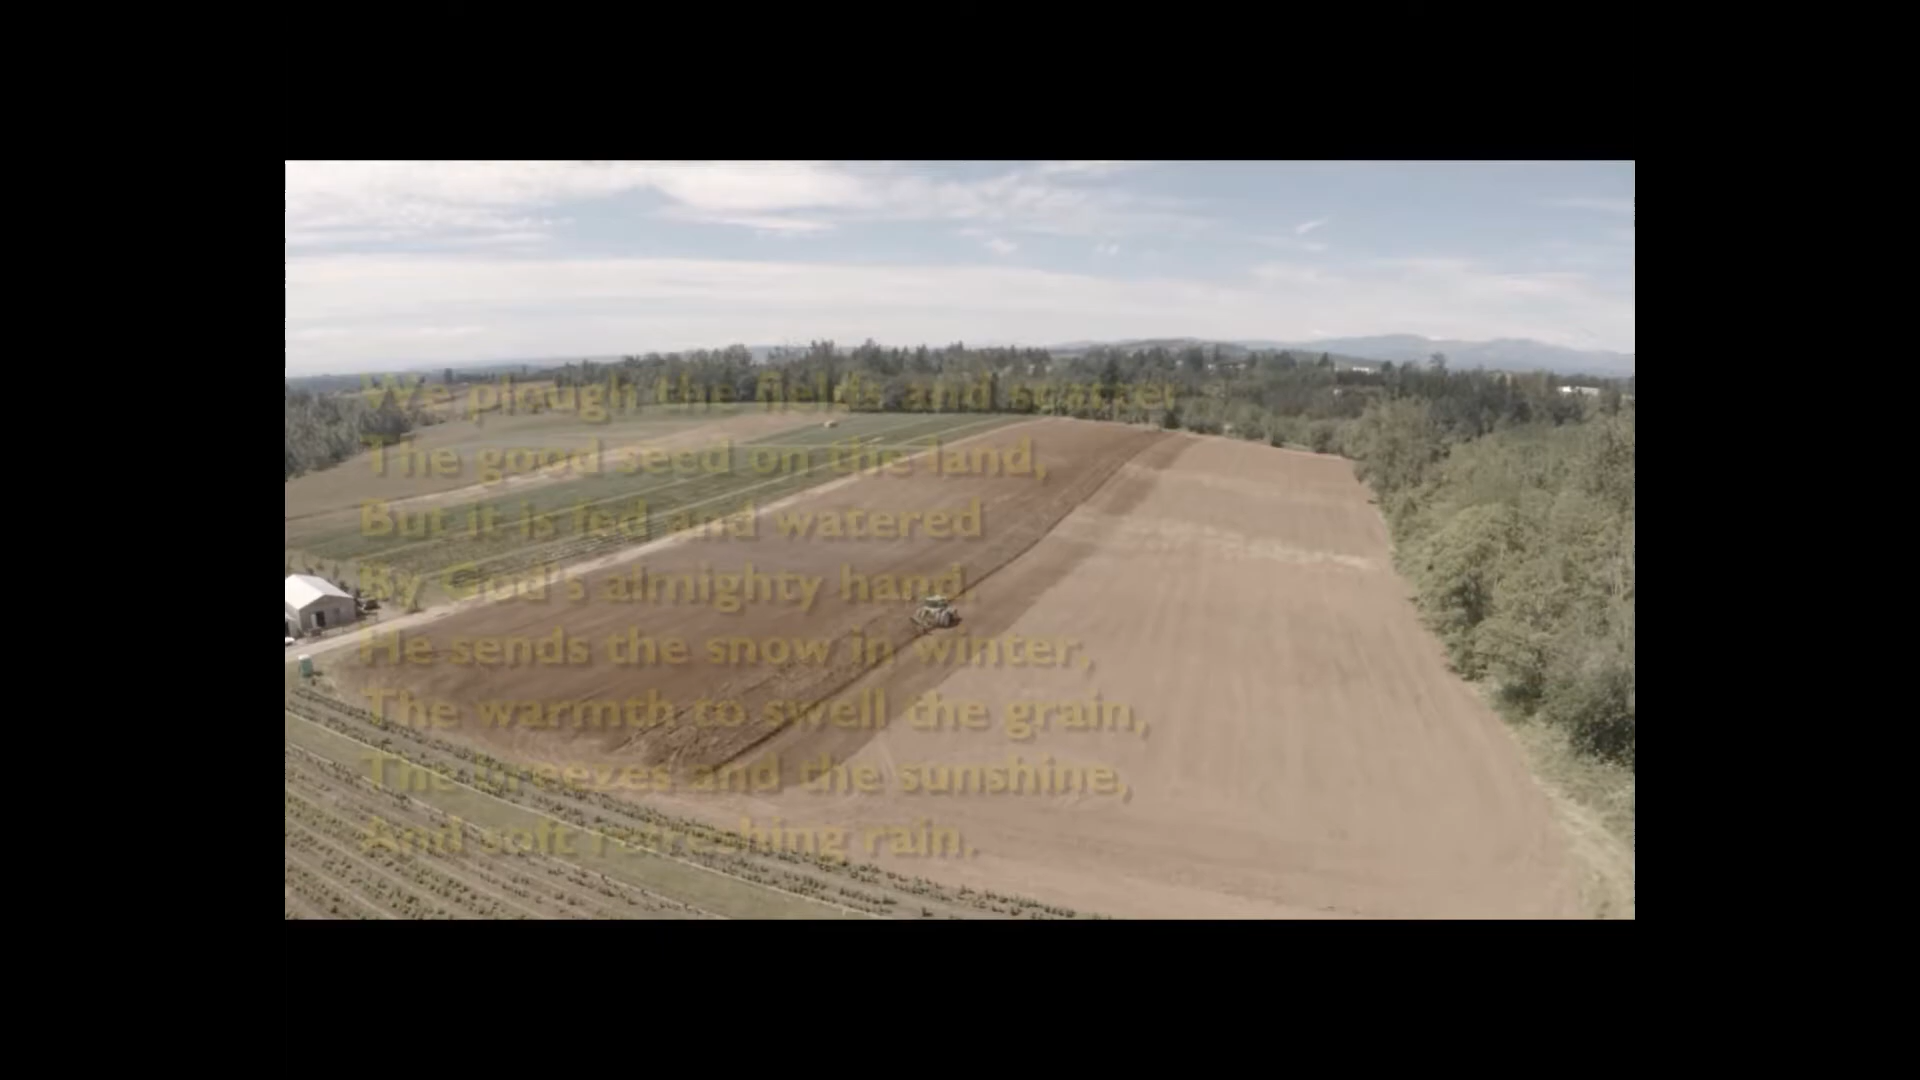 We plough the fields and scatter
The good seed on the land,
But it is fed and watered
By God's almighty hand.
He sends the snow in winter,
The warmth to swell the grain,
The breezes and the sunshine,
And soft refreshing rain.